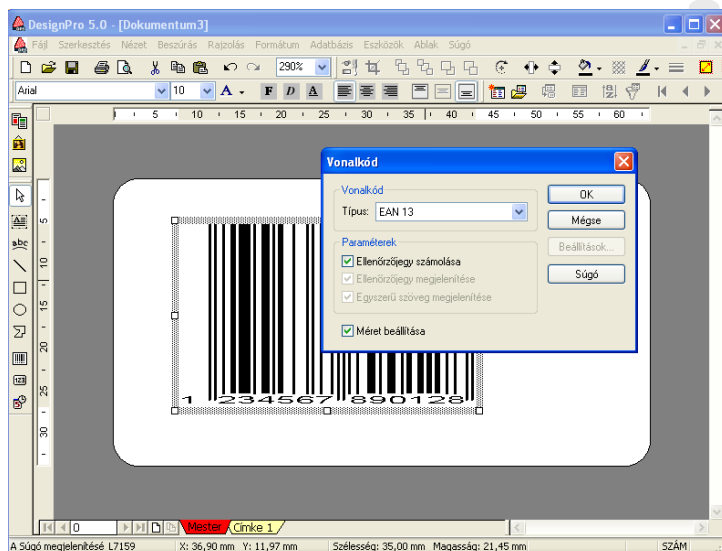 DesignPro 5.0 - [Dokumentum3]
Fájl Szerkesztés Nézet Beszúrás Rajzolás Formátum Adatbázis Eszközök Ablak Súgó
290%
Arial 10 A F D A
5 10 15 20 25 30 35 40 45 50 55 60
Vonalkód
Vonalkód
Típus: EAN 13
OK
Mégse
Paraméterek
Beállítások...
Ellenőrzőjegy számolása
Ellenőrzőjegy megjelenítése
Súgó
Egyszerű szöveg megjelenítése
Méret beállítása
abc
123
5
10
15
20
25
30
1 234567 890128
0 Mester Címke 1
A Súgó megjelenítésé L7159 X: 36,90 mm Y: 11,97 mm Szélesség: 35,00 mm Magasság: 21,45 mm SZÁM